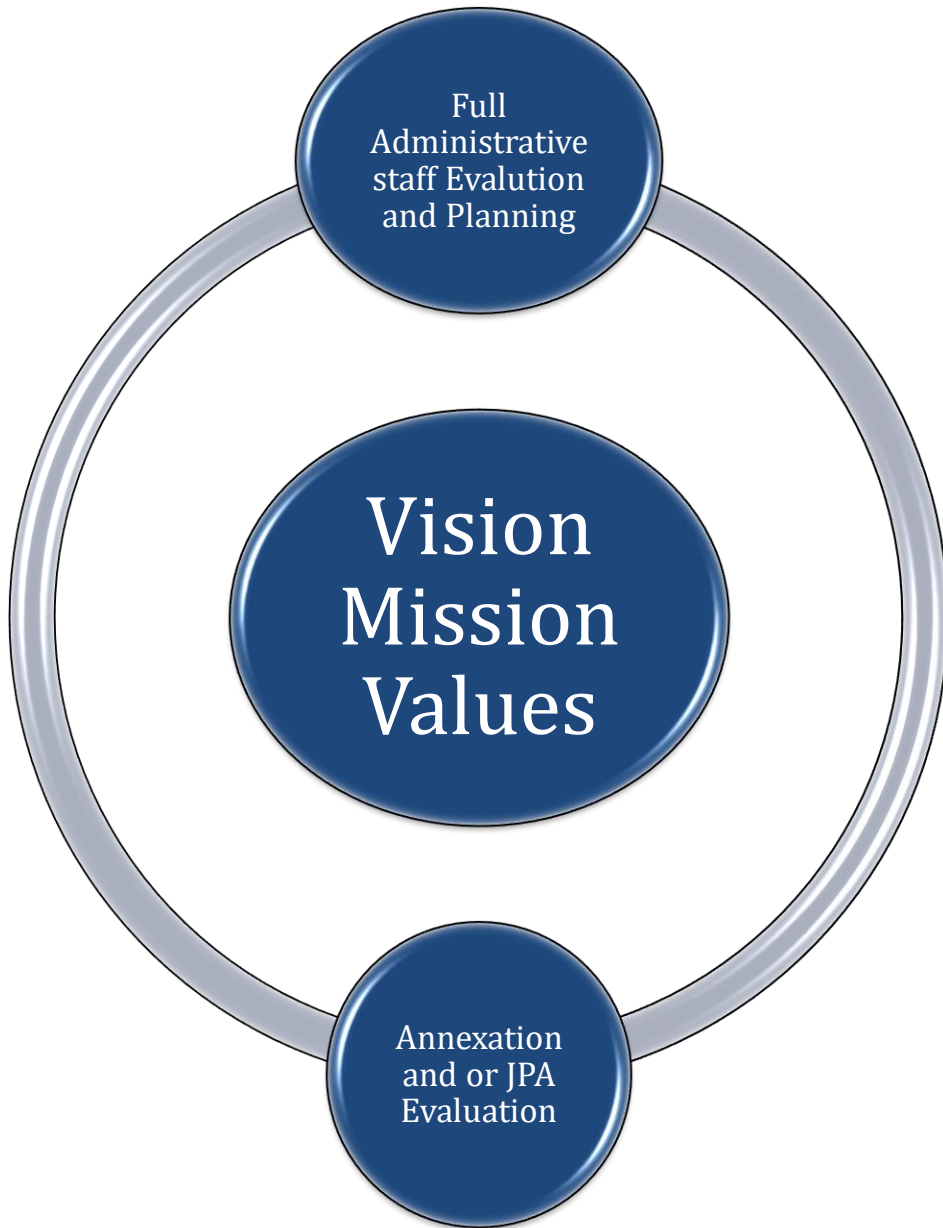 Full
Administrative
staff Evalution
and Planning
Vision
Mission
Values
Annexation
and or JPA
Evaluation